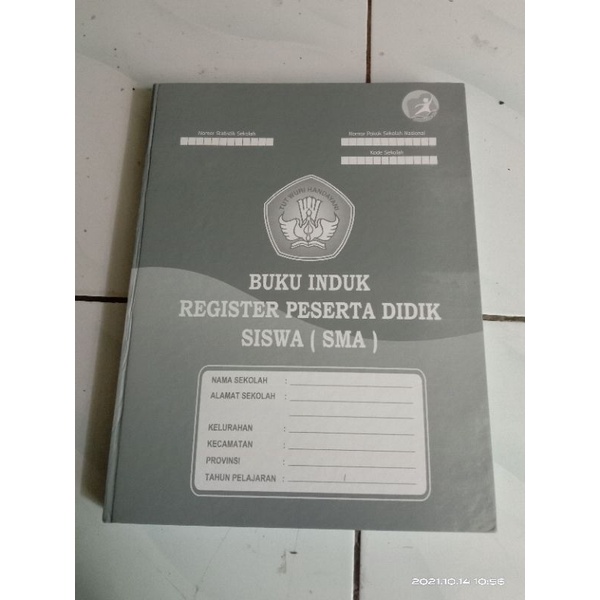 Nomor Statistik Sekolah
Nomor Pokok Sekolah Nasional
Kode Sekolah
TUT WURI HANDAYANI
BUKU INDUK
REGISTER PESERTA DIDIK
SISWA ( SMA )
NAMA SEKOLAH :
ALAMAT SEKOLAH :
KELURAHAN :
KECAMATAN :
PROVINSI :
TAHUN PELAJARAN : /
2021.10.14 10:56